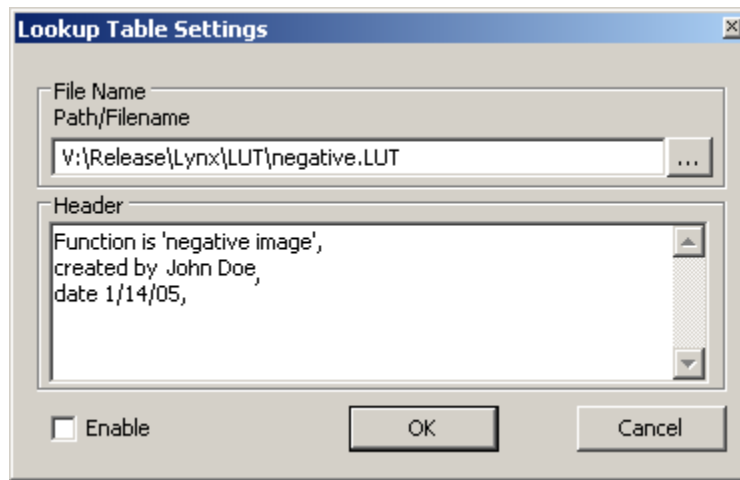 Lookup Table Settings
File Name
Path/Filename
V:\Release\Lynx\LUT\negative.LUT
...
Header
Function is 'negative image',
created by John Doe,
date 1/14/05,
Enable
OK
Cancel